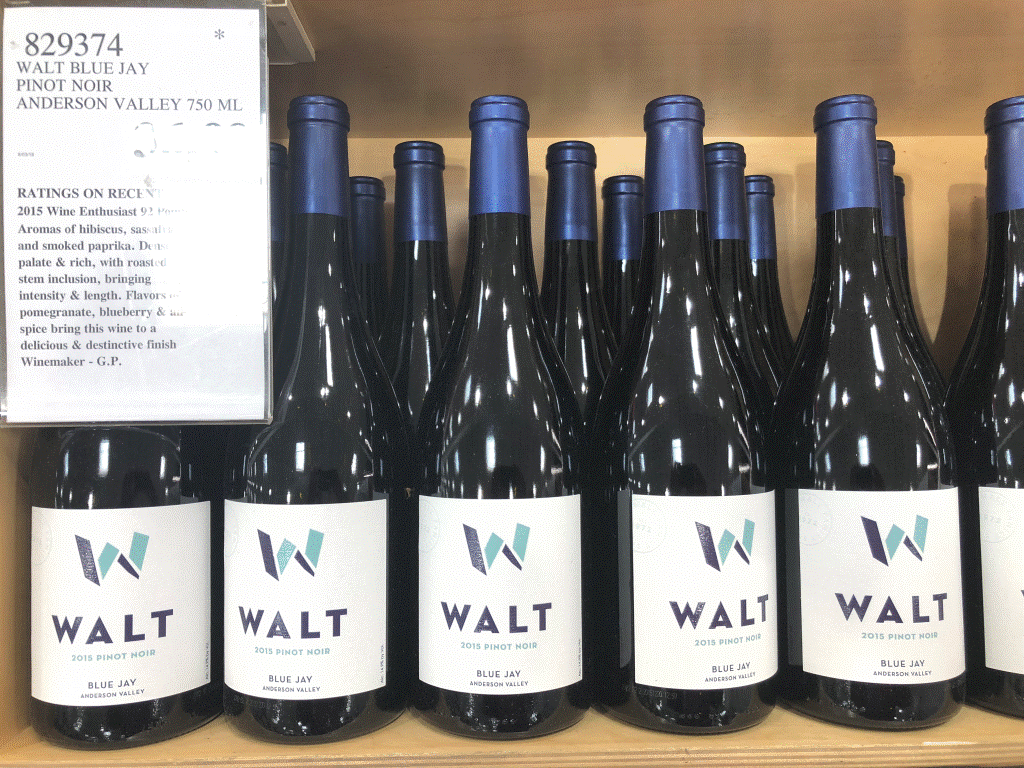 829374 *
WALT BLUE JAY
PINOT NOIR
ANDERSON VALLEY 750 ML
RATINGS ON RECENT
2015 Wine Enthusiast 92
Aromas of hibiscus,
and smoked paprika.
palate & rich, with roasted
stem inclusion, bringing
intensity & length. Flavors
pomegranate, blueberry &
spice bring this wine to a
delicious & destinctive finish
Winemaker - G.P.
WALT
2015 PINOT NOIR
BLUE JAY
ANDERSON VALLEY
WALT
2015 PINOT NOIR
BLUE JAY
ANDERSON VALLEY
WALT
2015 PINOT NOIR
BLUE JAY
ANDERSON VALLEY
WALT
2015 PINOT NOIR
BLUE JAY
ANDERSON VALLEY
WALT
2015 PINOT NOIR
BLUE JAY
ANDERSON VALLEY